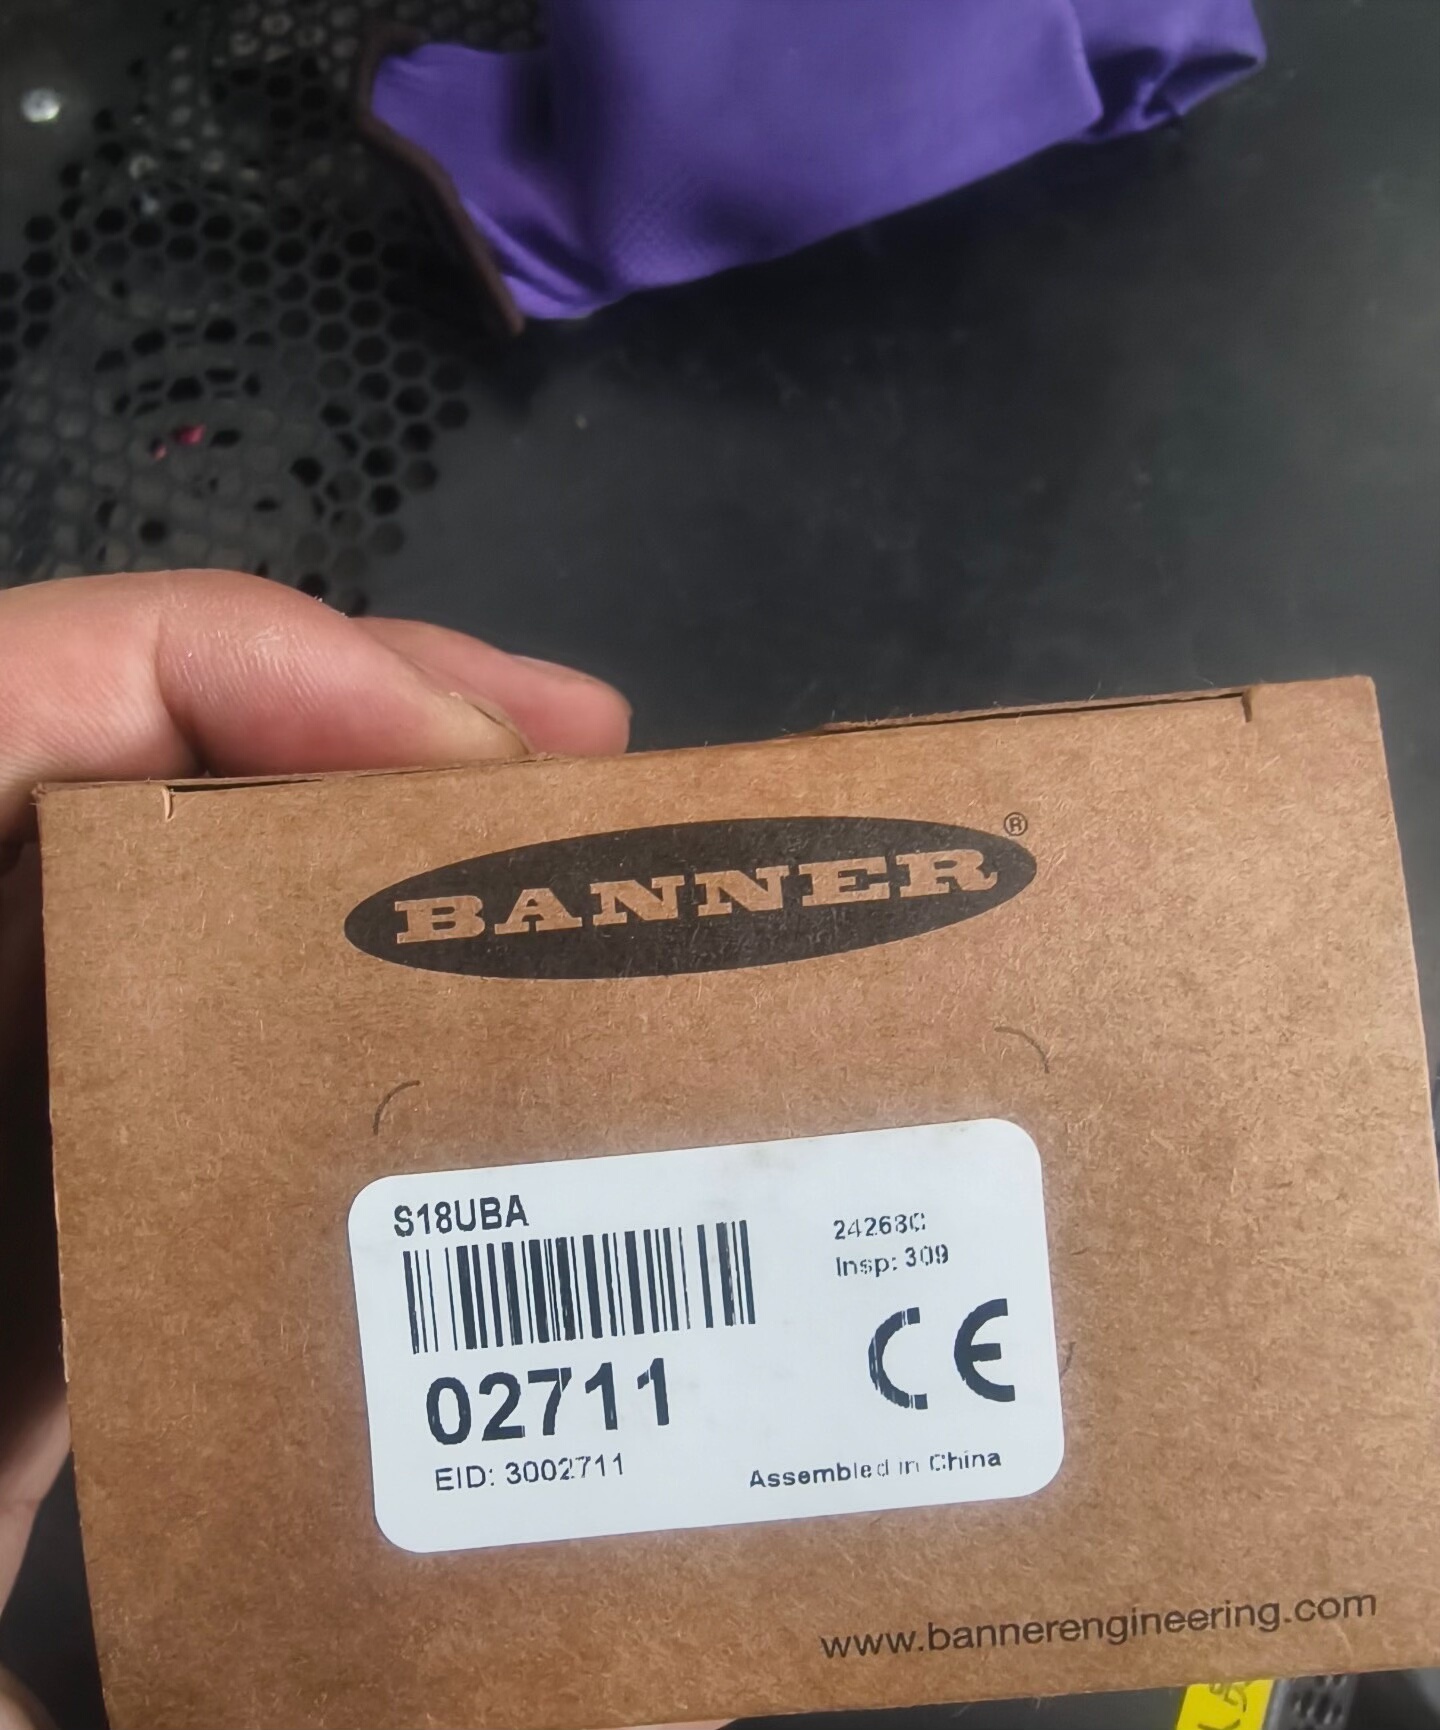 BANNER®
S18UBA
24268C
Insp: 309
02711
CE
EID: 3002711
Assembled in China
www.bannerengineering.com